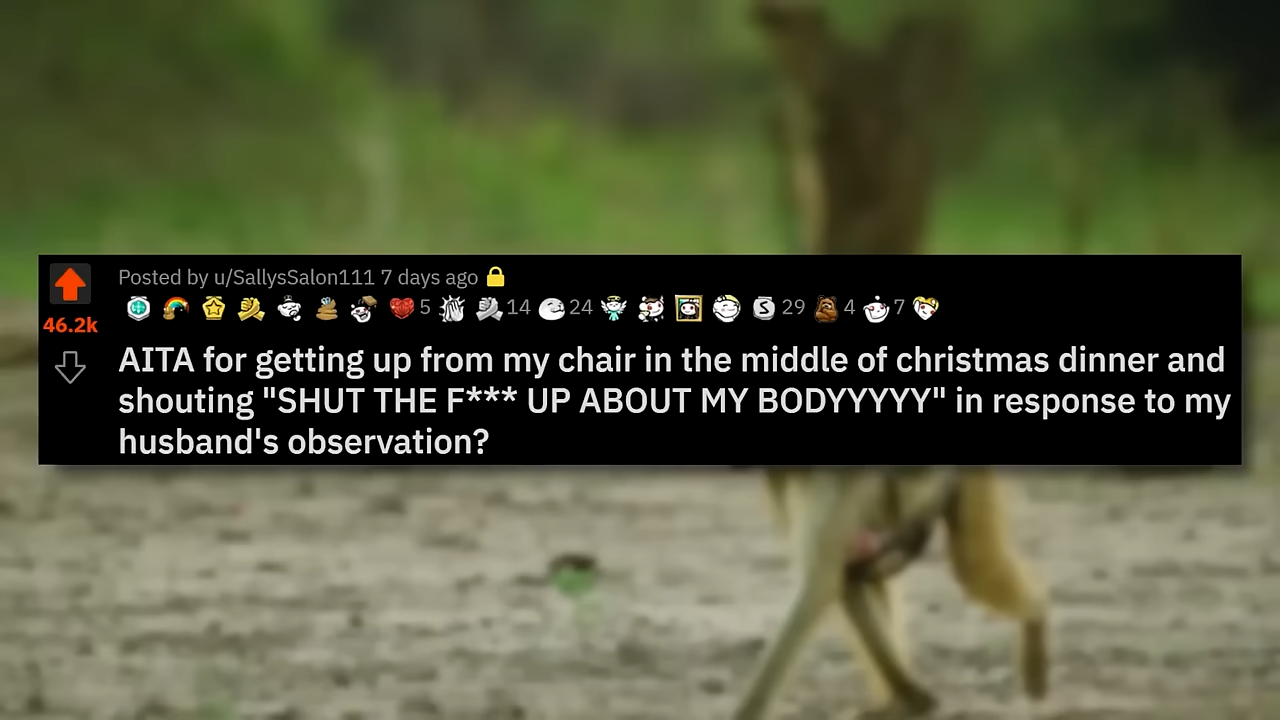 Posted by u/SallysSalon111 7 days ago
5 14 24 29 4 7
46.2k
AITA for getting up from my chair in the middle of christmas dinner and
shouting "SHUT THE F*** UP ABOUT MY BODYYYYY" in response to my
husband's observation?